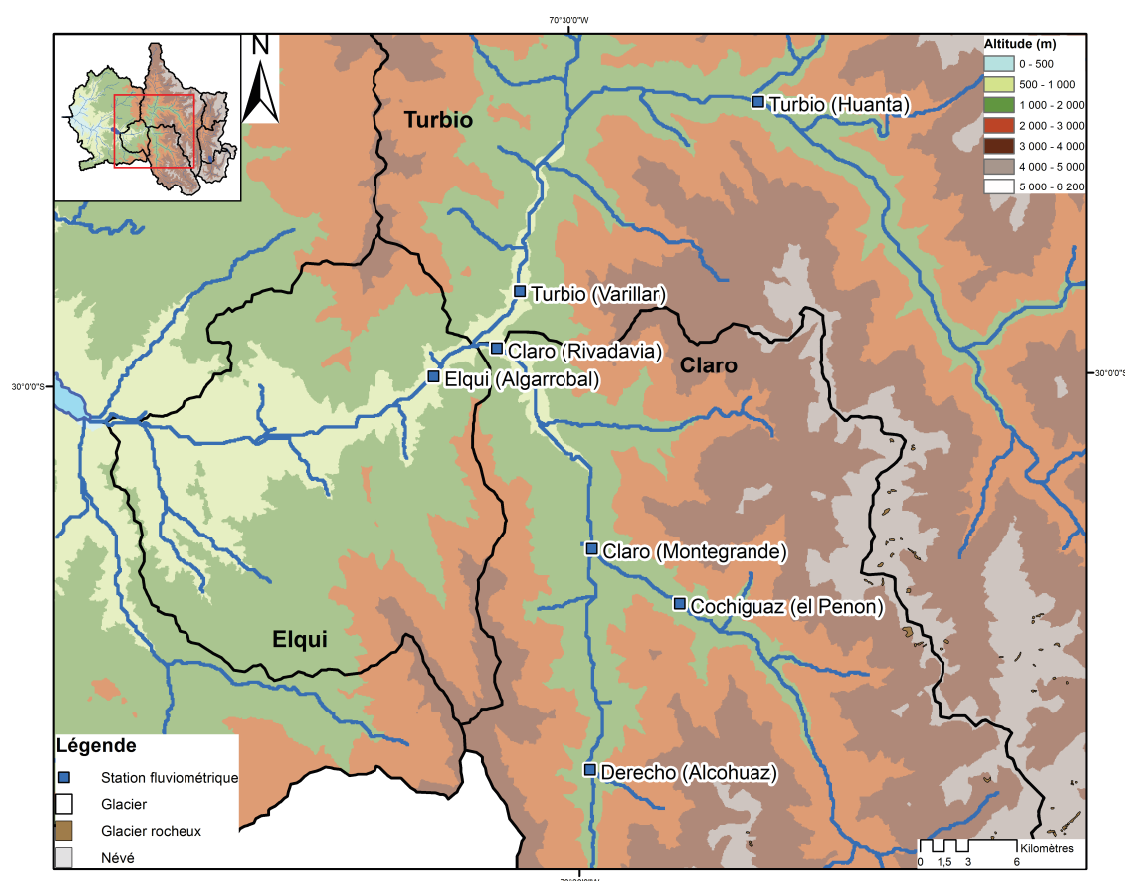 70°10'0"W
N
Altitude (m)
0 - 500
500 - 1 000
1 000 - 2 000
2 000 - 3 000
3 000 - 4 000
4 000 - 5 000
5 000 - 0 200
Turbio
Turbio (Huanta)
Turbio (Varillar)
Claro (Rivadavia)
Claro
Elqui (Algarrobal)
30°0'0"S
30°0'0"S
Claro (Montegrande)
Cochiguaz (el Penon)
Elqui
Derecho (Alcohuaz)
Légende
Station fluviométrique
Glacier
Glacier rocheux
Névé
Kilomètres
0 1,5 3 6